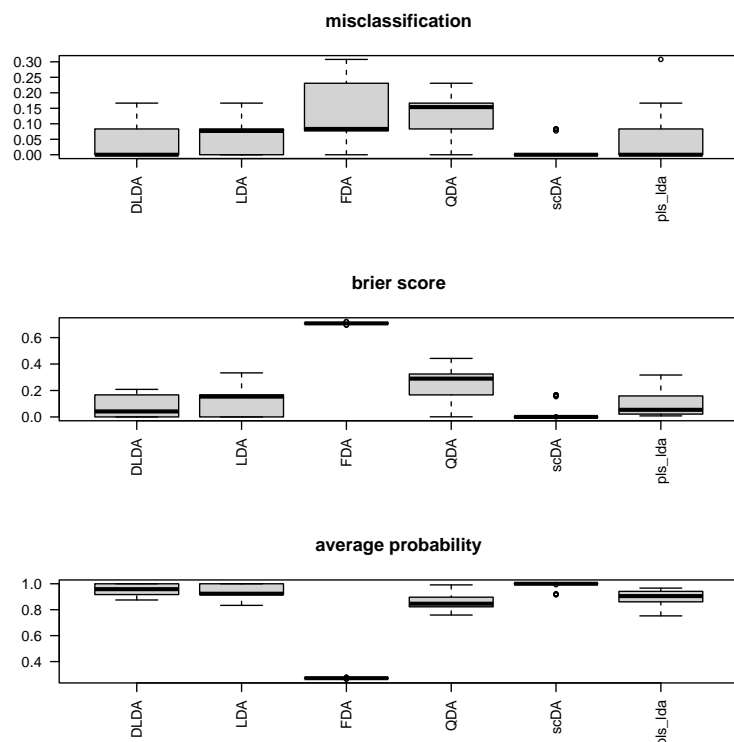 misclassification
0.30
0.25
0.20
0.15
0.10
0.05
0.00
DLDA
LDA
FDA
QDA
scDA
pls_lda
brier score
0.6
0.4
0.2
0.0
DLDA
LDA
FDA
QDA
scDA
pls_lda
average probability
1.0
0.8
0.6
0.4
DLDA
LDA
FDA
QDA
scDA
pls_lda